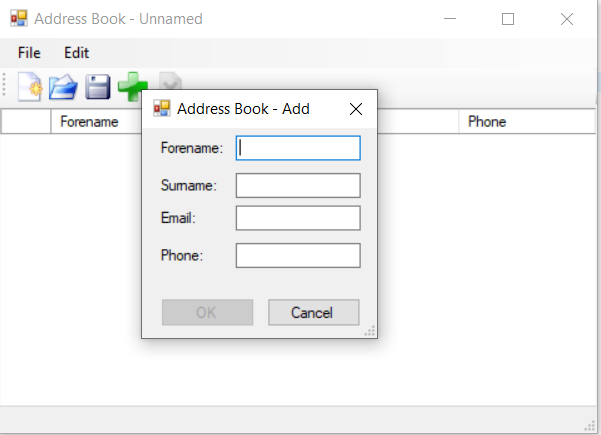 Address Book - Unnamed
File Edit
Address Book - Add
Forename Phone
Forename:
Surname:
Email:
Phone:
OK Cancel